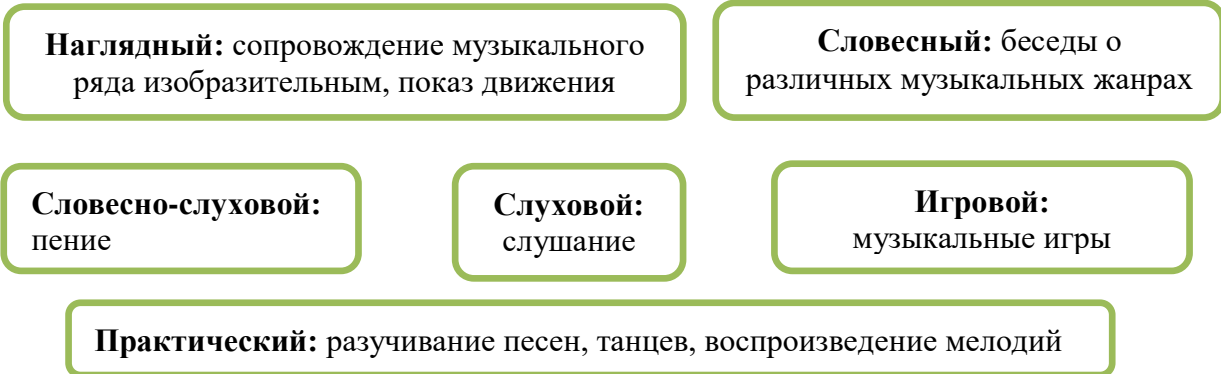 Наглядный: сопровождение музыкального
ряда изобразительным, показ движения
Словесный: беседы о
различных музыкальных жанрах
Словесно-слуховой:
пение
Слуховой:
слушание
Игровой:
музыкальные игры
Практический: разучивание песен, танцев, воспроизведение мелодий